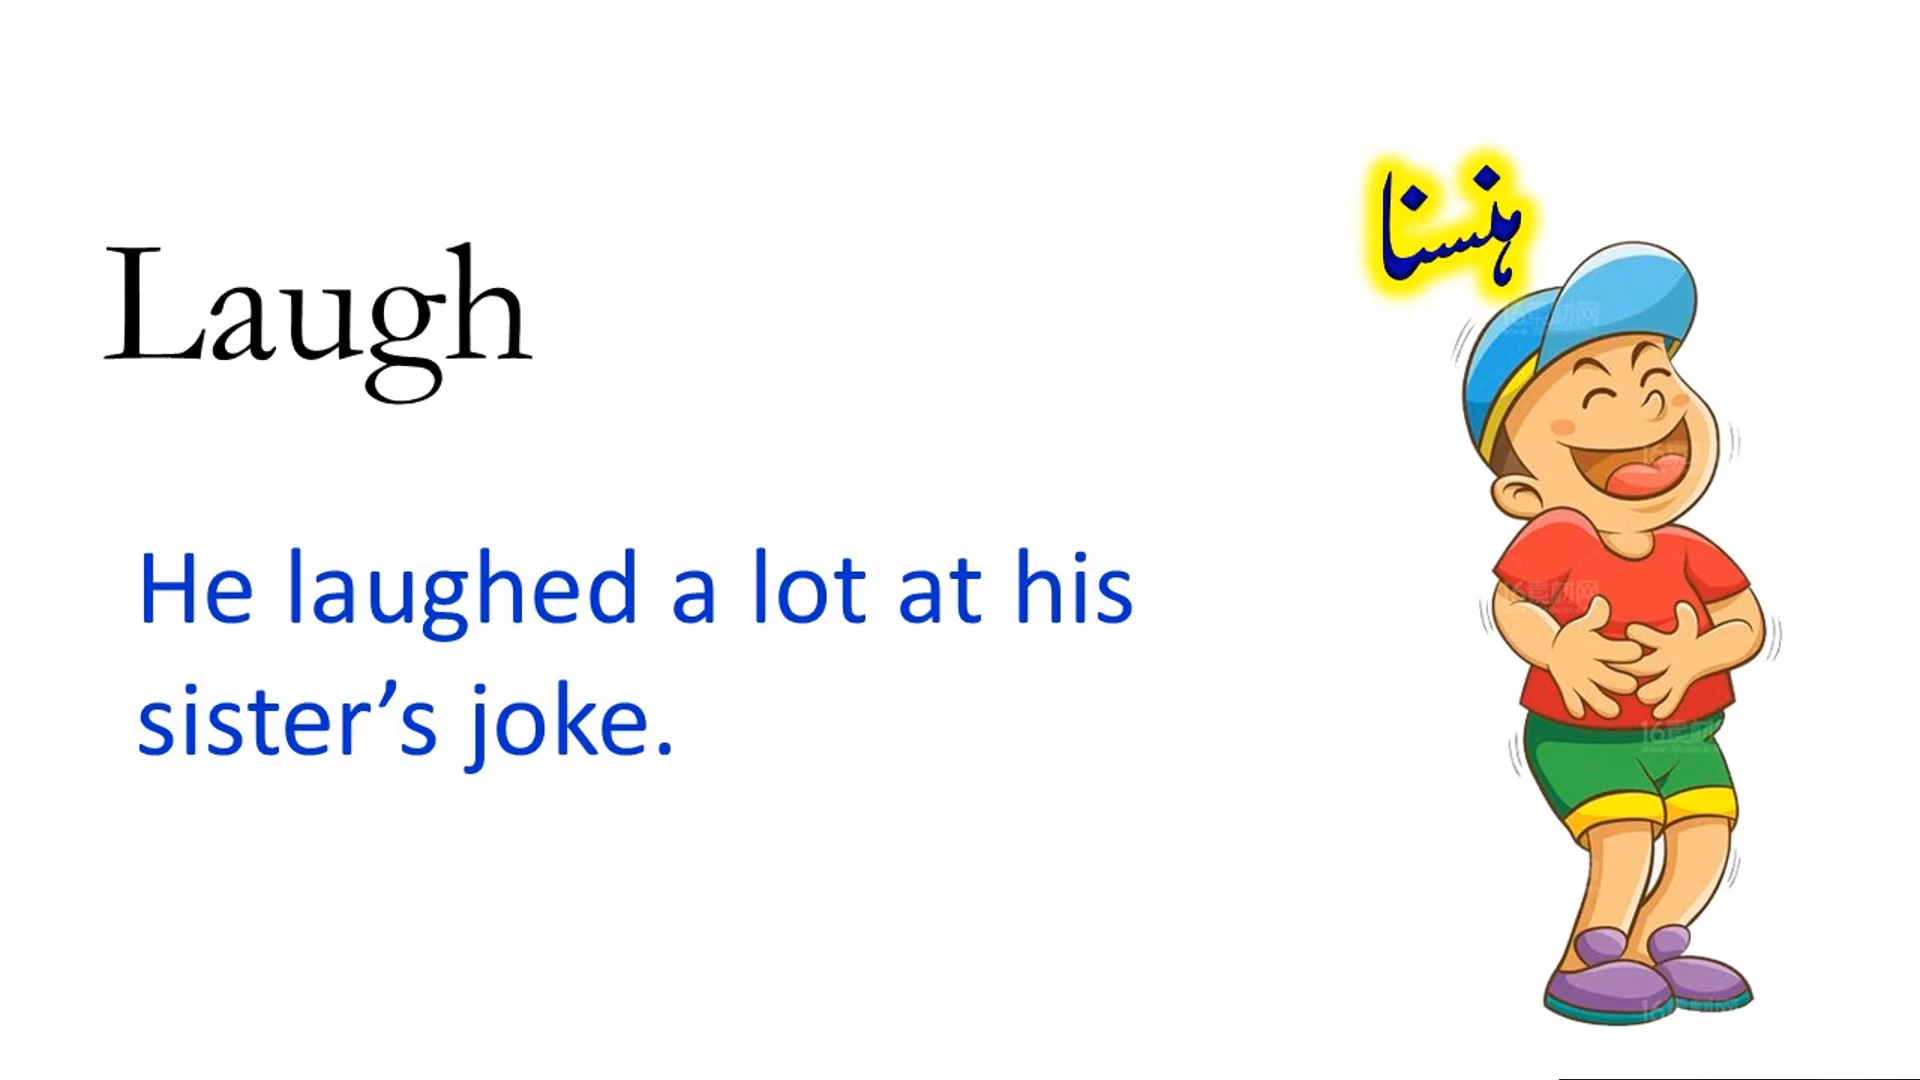 ہنسنا
Laugh
He laughed a lot at his
sister’s joke.